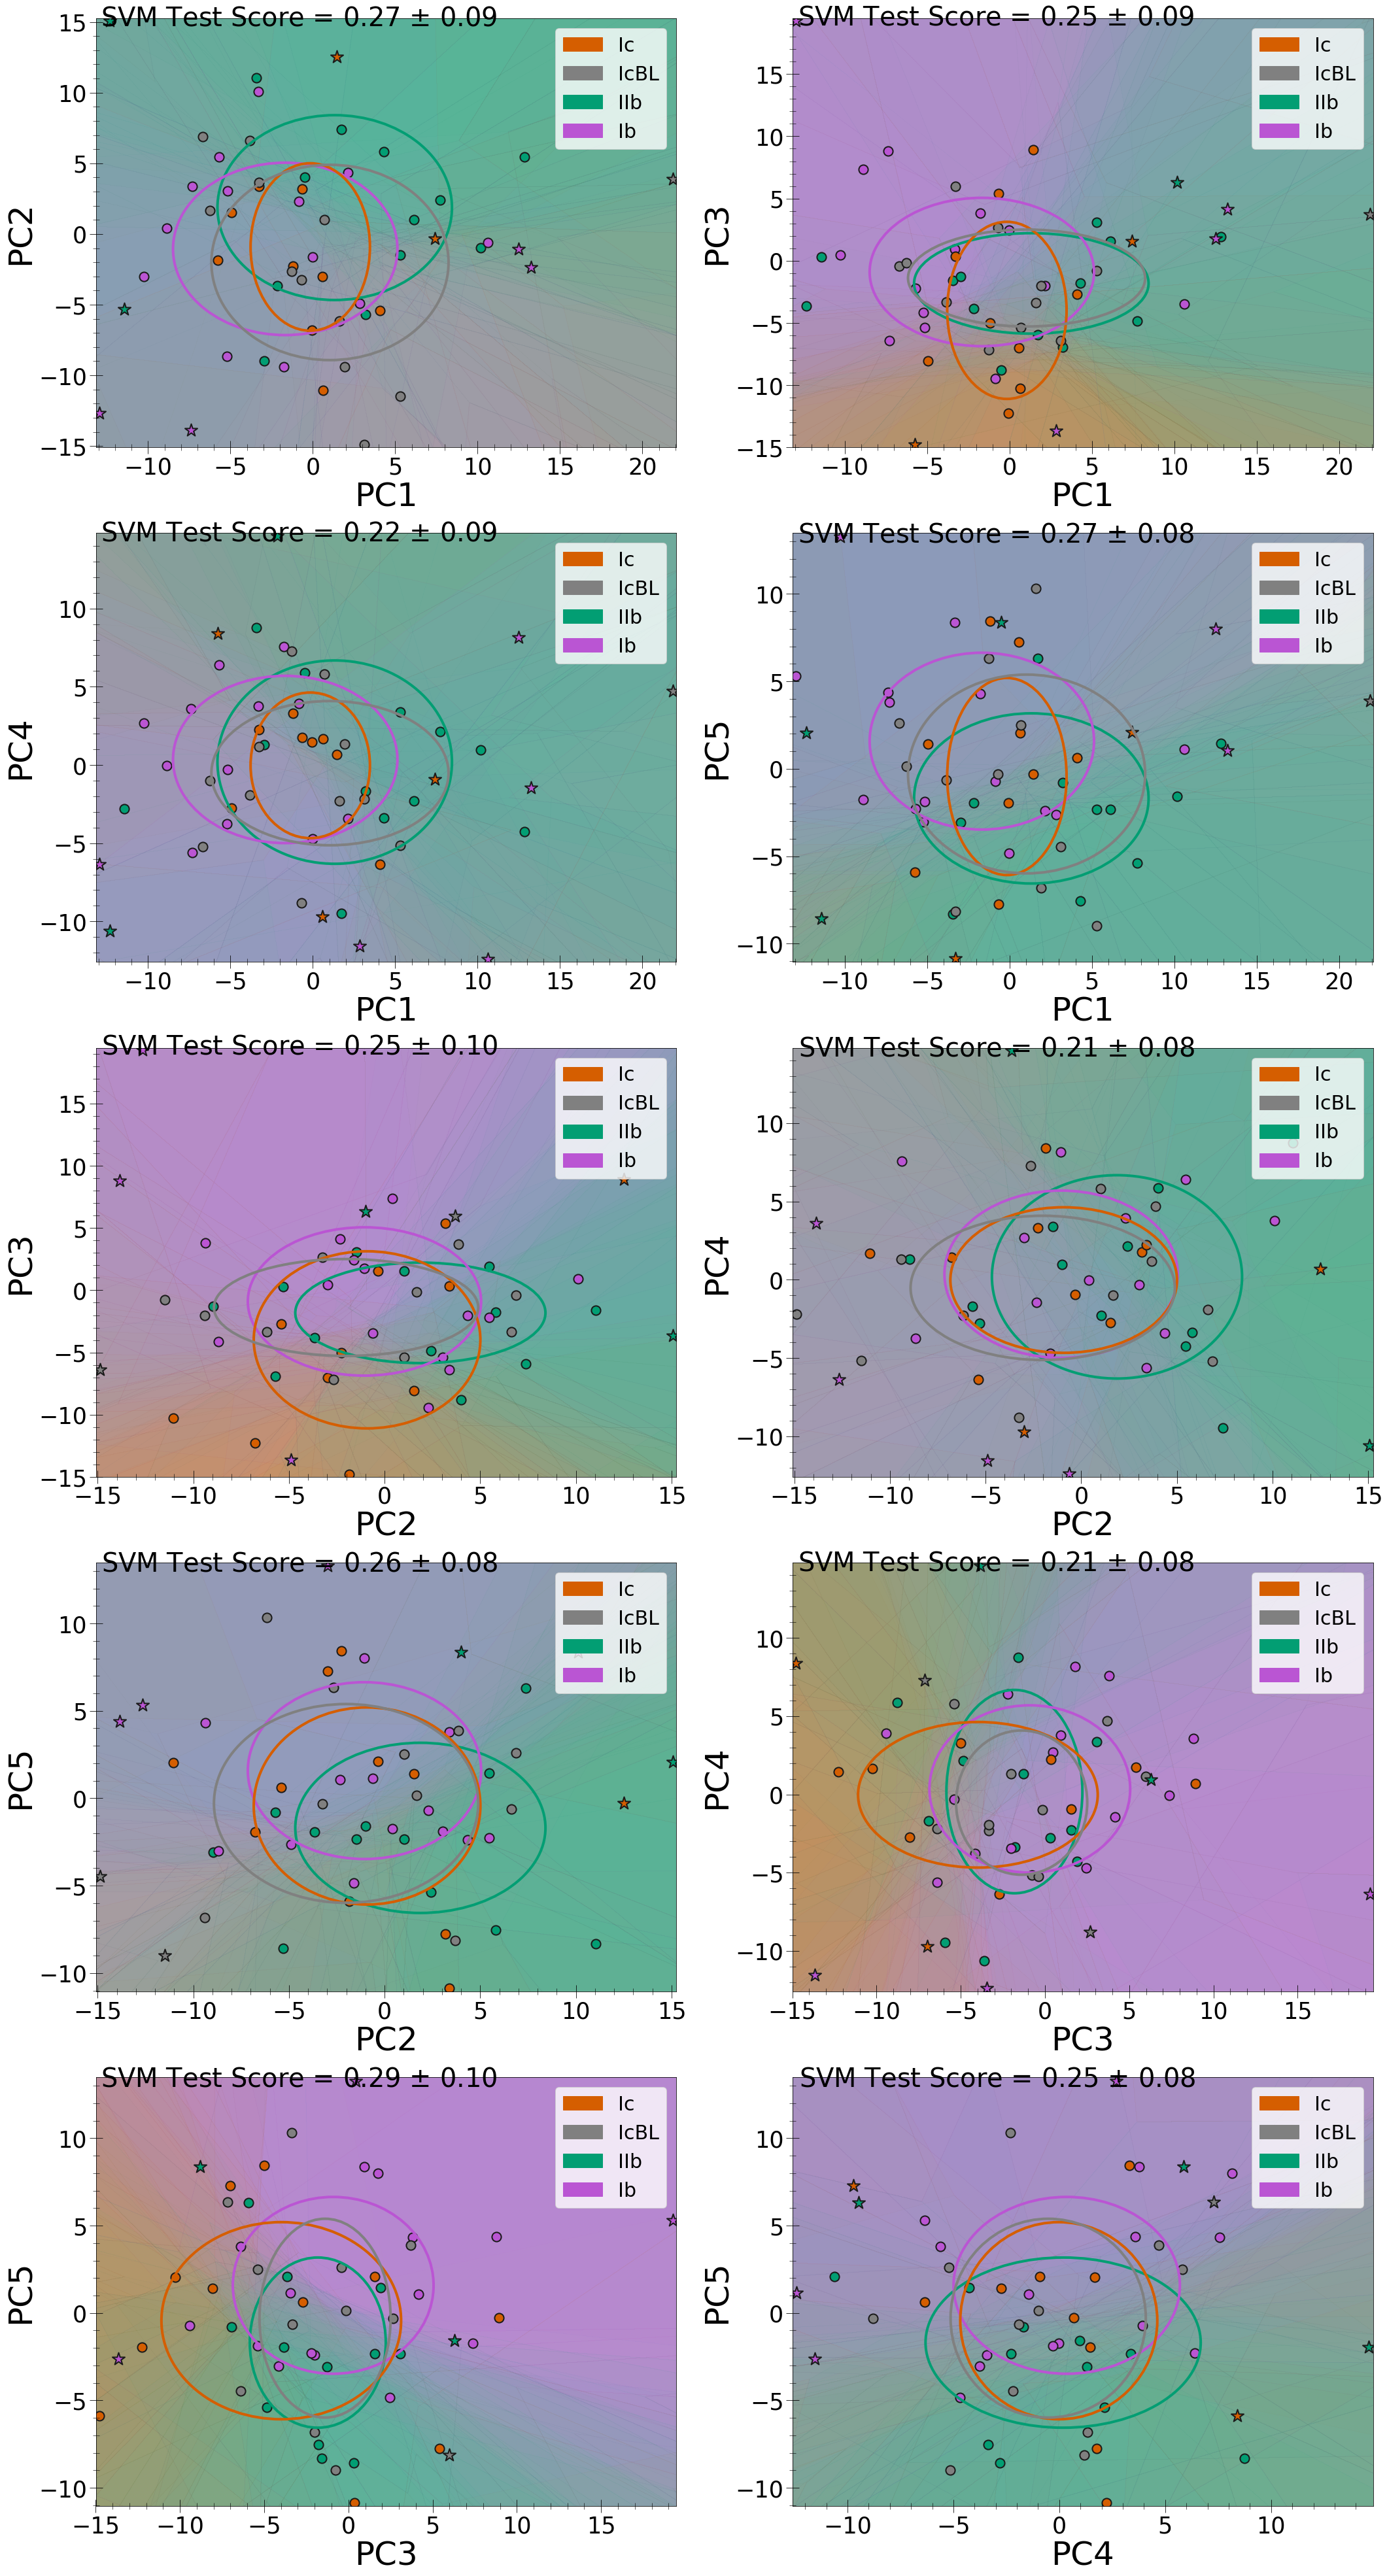 SVM Test Score = 0.27 ± 0.09
15
10
5
0
−5
−10
−15
PC2
−10 −5 0 5 10 15 20
PC1
Ic
IcBL
IIb
Ib
SVM Test Score = 0.25 ± 0.09
15
10
5
0
−5
−10
−15
PC3
−10 −5 0 5 10 15 20
PC1
Ic
IcBL
IIb
Ib
SVM Test Score = 0.22 ± 0.09
10
5
0
−5
−10
PC4
−10 −5 0 5 10 15 20
PC1
Ic
IcBL
IIb
Ib
SVM Test Score = 0.27 ± 0.08
10
5
0
−5
−10
PC5
−10 −5 0 5 10 15 20
PC1
Ic
IcBL
IIb
Ib
SVM Test Score = 0.25 ± 0.10
15
10
5
0
−5
−10
−15
PC3
−15 −10 −5 0 5 10 15
PC2
Ic
IcBL
IIb
Ib
SVM Test Score = 0.21 ± 0.08
10
5
0
−5
−10
PC4
−15 −10 −5 0 5 10 15
PC2
Ic
IcBL
IIb
Ib
SVM Test Score = 0.26 ± 0.08
10
5
0
−5
−10
PC5
−15 −10 −5 0 5 10 15
PC2
Ic
IcBL
IIb
Ib
SVM Test Score = 0.21 ± 0.08
10
5
0
−5
−10
PC4
−15 −10 −5 0 5 10 15
PC3
Ic
IcBL
IIb
Ib
SVM Test Score = 0.29 ± 0.10
10
5
0
−5
−10
PC5
−15 −10 −5 0 5 10 15
PC3
Ic
IcBL
IIb
Ib
SVM Test Score = 0.25 ± 0.08
10
5
0
−5
−10
PC5
−10 −5 0 5 10
PC4
Ic
IcBL
IIb
Ib